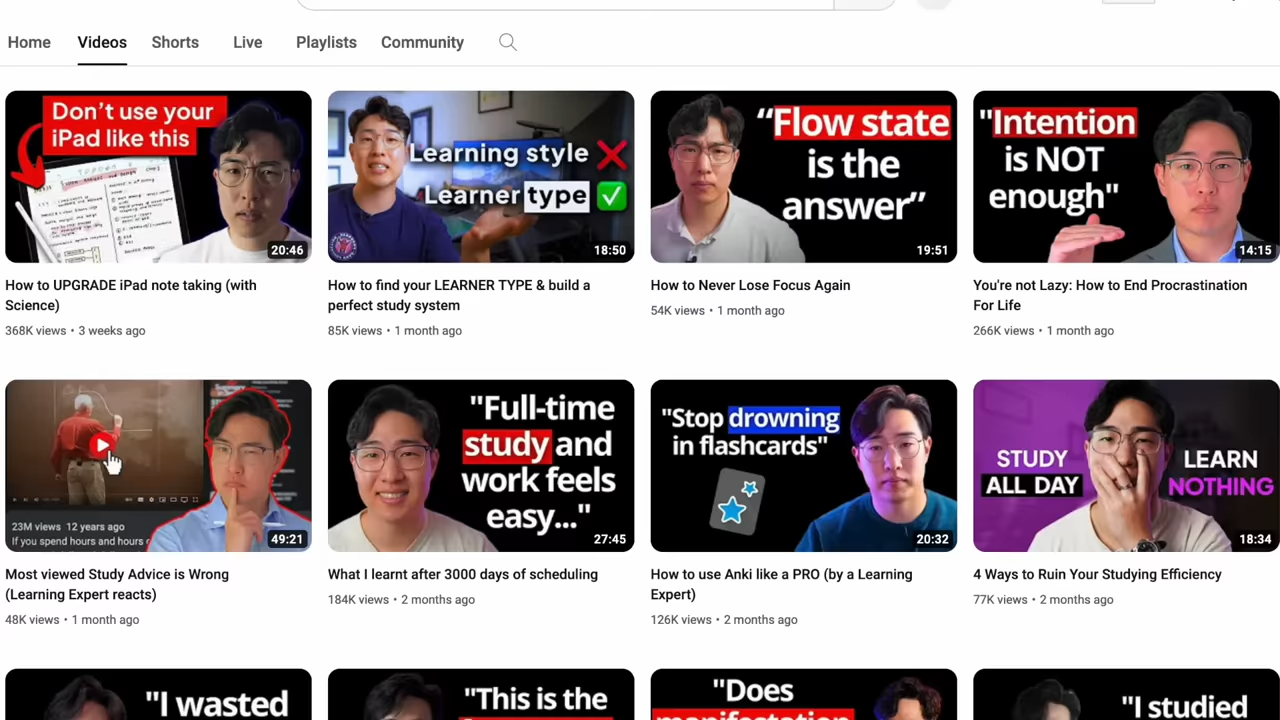 Home Videos Shorts Live Playlists Community
Don't use your
iPad like this
20:46
Learning style
Learner type
18:50
"Flow state
is the
answer"
19:51
"Intention
is NOT
enough"
14:15
How to UPGRADE iPad note taking (with
Science)
368K views • 3 weeks ago
How to find your LEARNER TYPE & build a
perfect study system
85K views • 1 month ago
How to Never Lose Focus Again
54K views • 1 month ago
You're not Lazy: How to End Procrastination
For Life
266K views • 1 month ago
23M views 12 years ago
If you spend hours and hours
49:21
"Full-time
study and
work feels
easy..."
27:45
"Stop drowning
in flashcards"
20:32
STUDY
ALL DAY
LEARN
NOTHING
18:34
Most viewed Study Advice is Wrong
(Learning Expert reacts)
48K views • 1 month ago
What I learnt after 3000 days of scheduling
184K views • 2 months ago
How to use Anki like a PRO (by a Learning
Expert)
126K views • 2 months ago
4 Ways to Ruin Your Studying Efficiency
77K views • 2 months ago
"I wasted
"This is the
"Does
manifestation
"I studied